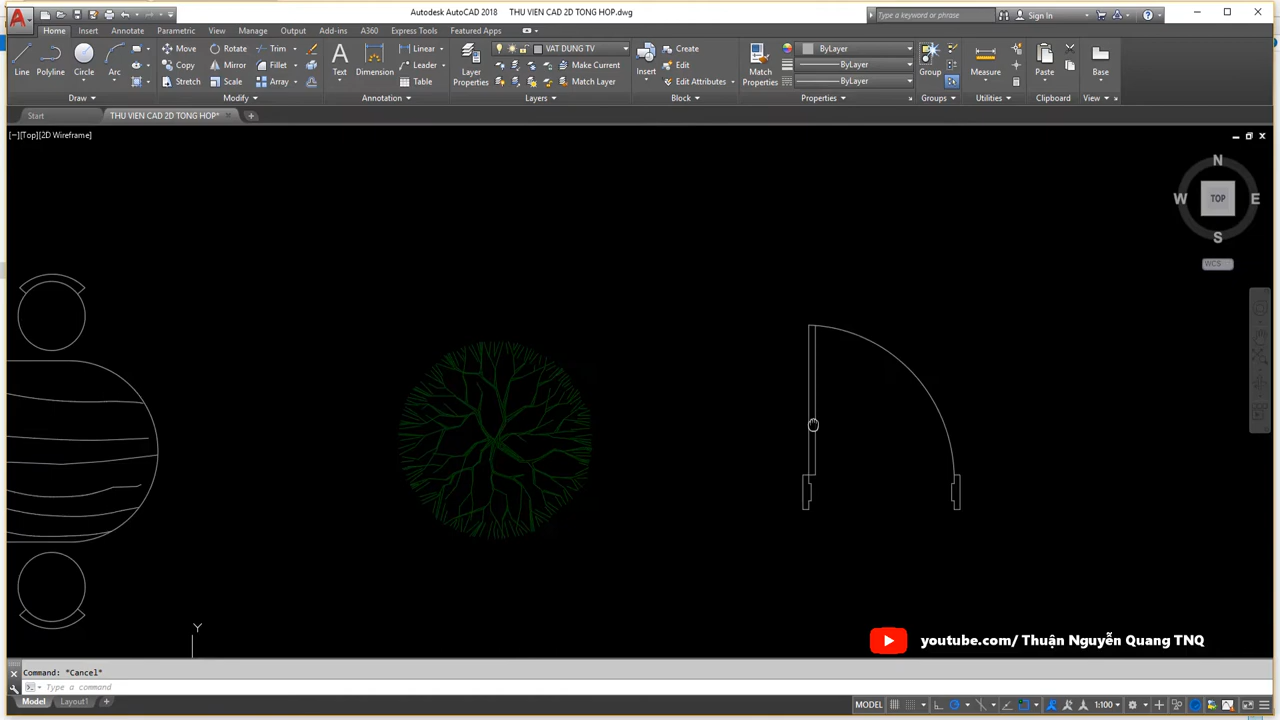 Autodesk AutoCAD 2018 THU VIEN CAD 2D TONG HOP.dwg
Type a keyword or phrase
Sign In
Home Insert Annotate Parametric View Manage Output Add-ins A360 Express Tools Featured Apps
Line Polyline Circle Arc
Move Rotate Trim
Copy Mirror Fillet
Stretch Scale Array
Text Dimension
Linear
Leader
Table
Layer Properties
VAT DUNG TV
Make Current
Match Layer
Insert
Create
Edit
Edit Attributes
Match Properties
ByLayer
ByLayer
ByLayer
Group
Measure
Paste
Base
Draw Modify Annotation Layers Block Properties Groups Utilities Clipboard View
Start THU VIEN CAD 2D TONG HOP*
[−][Top][2D Wireframe]
N
W TOP E
S
WCS
Y
youtube.com/ Thuận Nguyễn Quang TNQ
Command: *Cancel*
Type a command
Model Layout1
MODEL
1:100